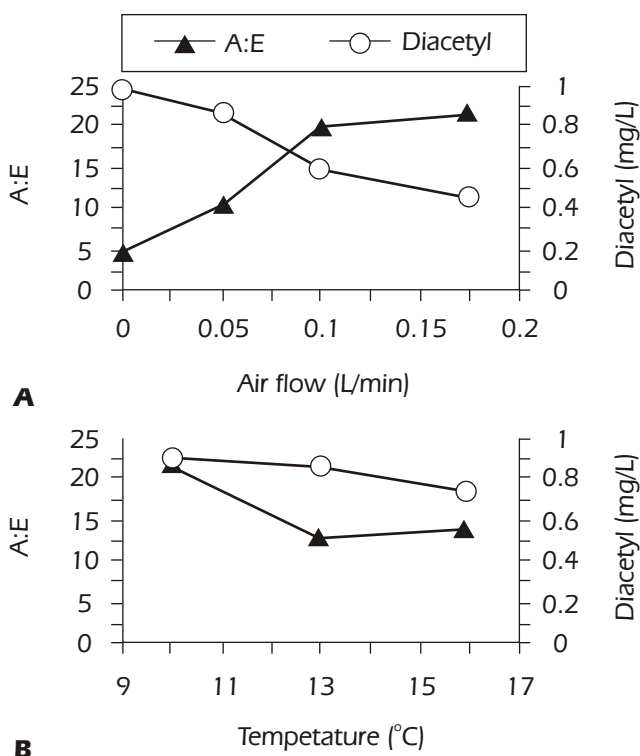 A:E Diacetyl
25 1
20 0.8
15 0.6
10 0.4
5 0.2
0 0
A:E
Diacetyl (mg/L)
0 0.05 0.1 0.15 0.2
Air flow (L/min)
A
25 1
20 0.8
15 0.6
10 0.4
5 0.2
0 0
A:E
Diacetyl (mg/L)
9 11 13 15 17
Tempetature (°C)
B